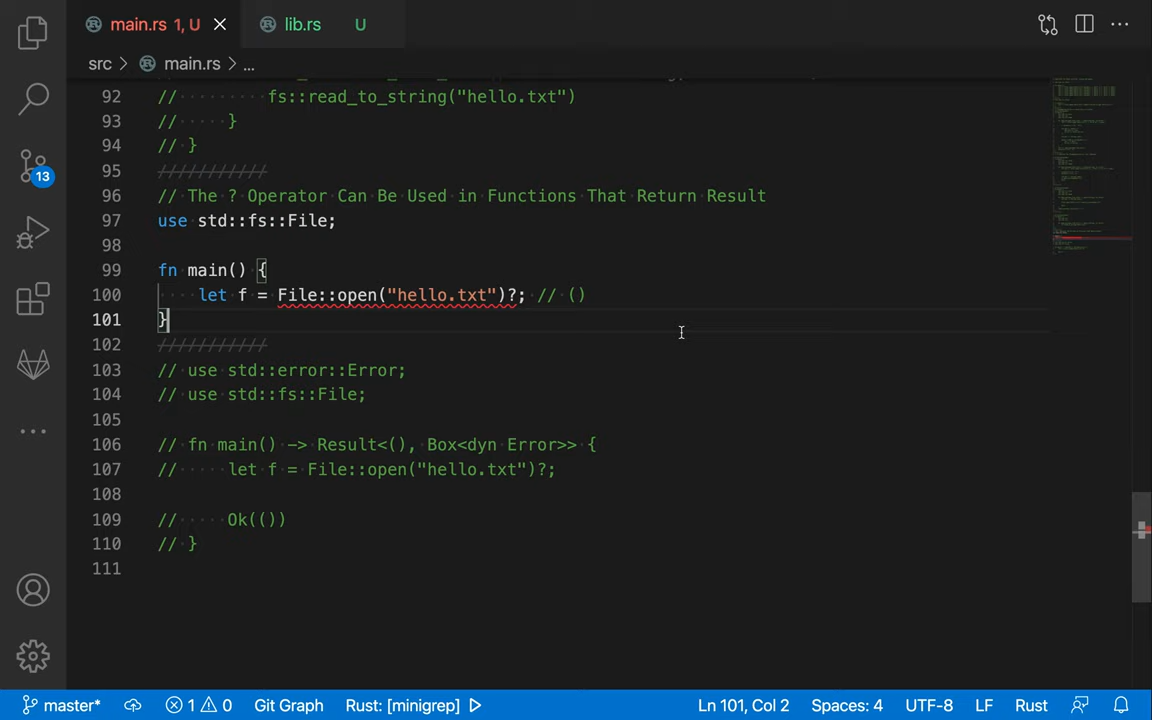 main.rs 1, U
lib.rs U
src > main.rs > ...
92 // fs::read_to_string("hello.txt")
93 // }
94 // }
95 ///////////
96 // The ? Operator Can Be Used in Functions That Return Result
97 use std::fs::File;
98
99 fn main() {
100 let f = File::open("hello.txt")?; // ()
101 }
102 ///////////
103 // use std::error::Error;
104 // use std::fs::File;
105
106 // fn main() -> Result<(), Box<dyn Error>> {
107 // let f = File::open("hello.txt")?;
108
109 // Ok(())
110 // }
111
13
master* 1 0 Git Graph Rust: [minigrep] Ln 101, Col 2 Spaces: 4 UTF-8 LF Rust